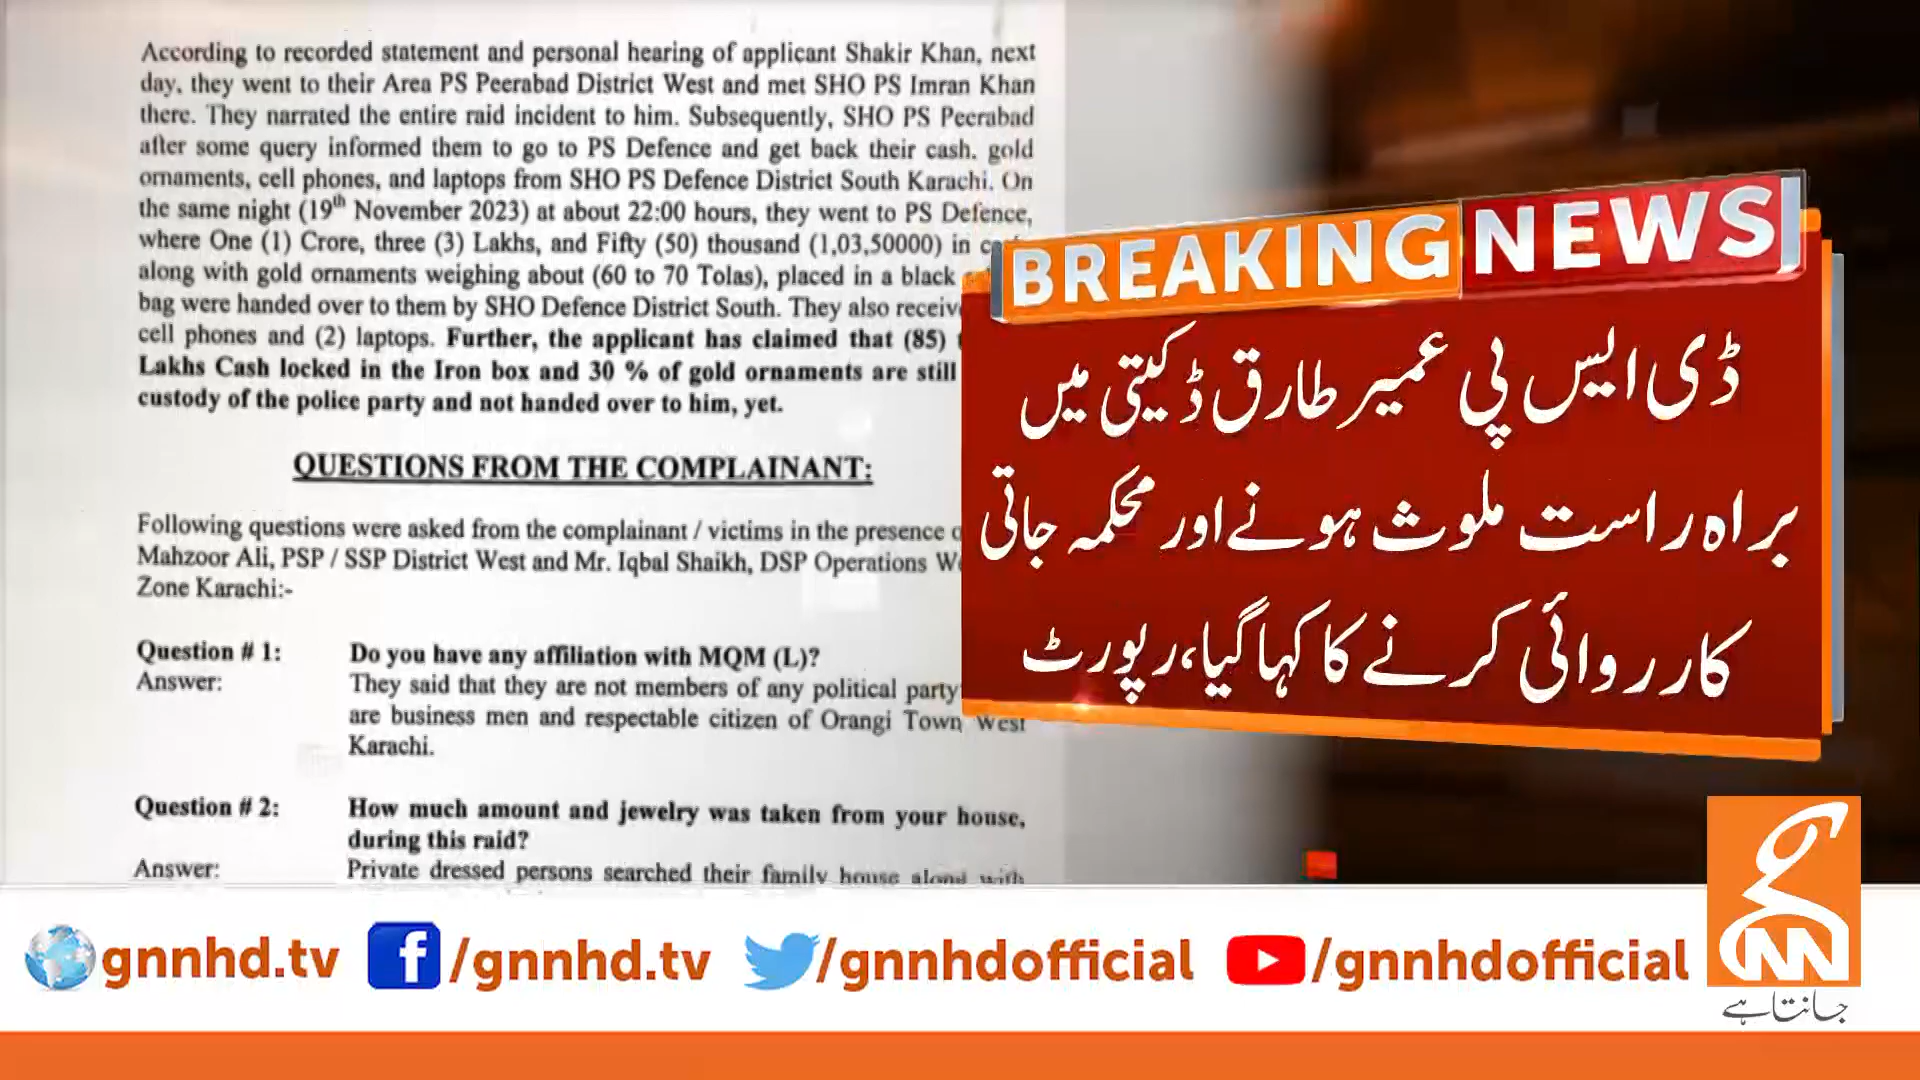 According to recorded statement and personal hearing of applicant Shakir Khan, next
day, they went to their Area PS Peerabad District West and met SHO PS Imran Khan
there. They narrated the entire raid incident to him. Subsequently, SHO PS Peerabad
after some query informed them to go to PS Defence and get back their cash, gold
ornaments, cell phones, and laptops from SHO PS Defence District South Karachi. On
the same night (19th November 2023) at about 22:00 hours, they went to PS Defence,
where One (1) Crore, three (3) Lakhs, and Fifty (50) thousand (1,03,50000) in
along with gold ornaments weighing about (60 to 70 Tolas), placed in a black
bag were handed over to them by SHO Defence District South. They also
cell phones and (2) laptops. Further, the applicant has claimed that (85)
Lakhs Cash locked in the Iron box and 30 % of gold ornaments are still
custody of the police party and not handed over to him, yet.
QUESTIONS FROM THE COMPLAINANT:
Following questions were asked from the complainant / victims in the presence
Mahzoor Ali, PSP / SSP District West and Mr. Iqbal Shaikh, DSP Operations
Zone Karachi:-
Question # 1: Do you have any affiliation with MQM (L)?
Answer: They said that they are not members of any political party
are business men and respectable citizen of Orangi Town West
Karachi.
Question # 2: How much amount and jewelry was taken from your house,
during this raid?
Answer: Private dressed persons searched their family house along with
BREAKING NEWS
ڈی ایس پی عمیر طارق ڈکیتی میں
براہ راست ملوث ہونے اور محکمہ جاتی
کارروائی کرنے کا کہا گیا، رپورٹ
gnnhd.tv /gnnhd.tv /gnnhdofficial /gnnhdofficial
GNN
جانتا ہے